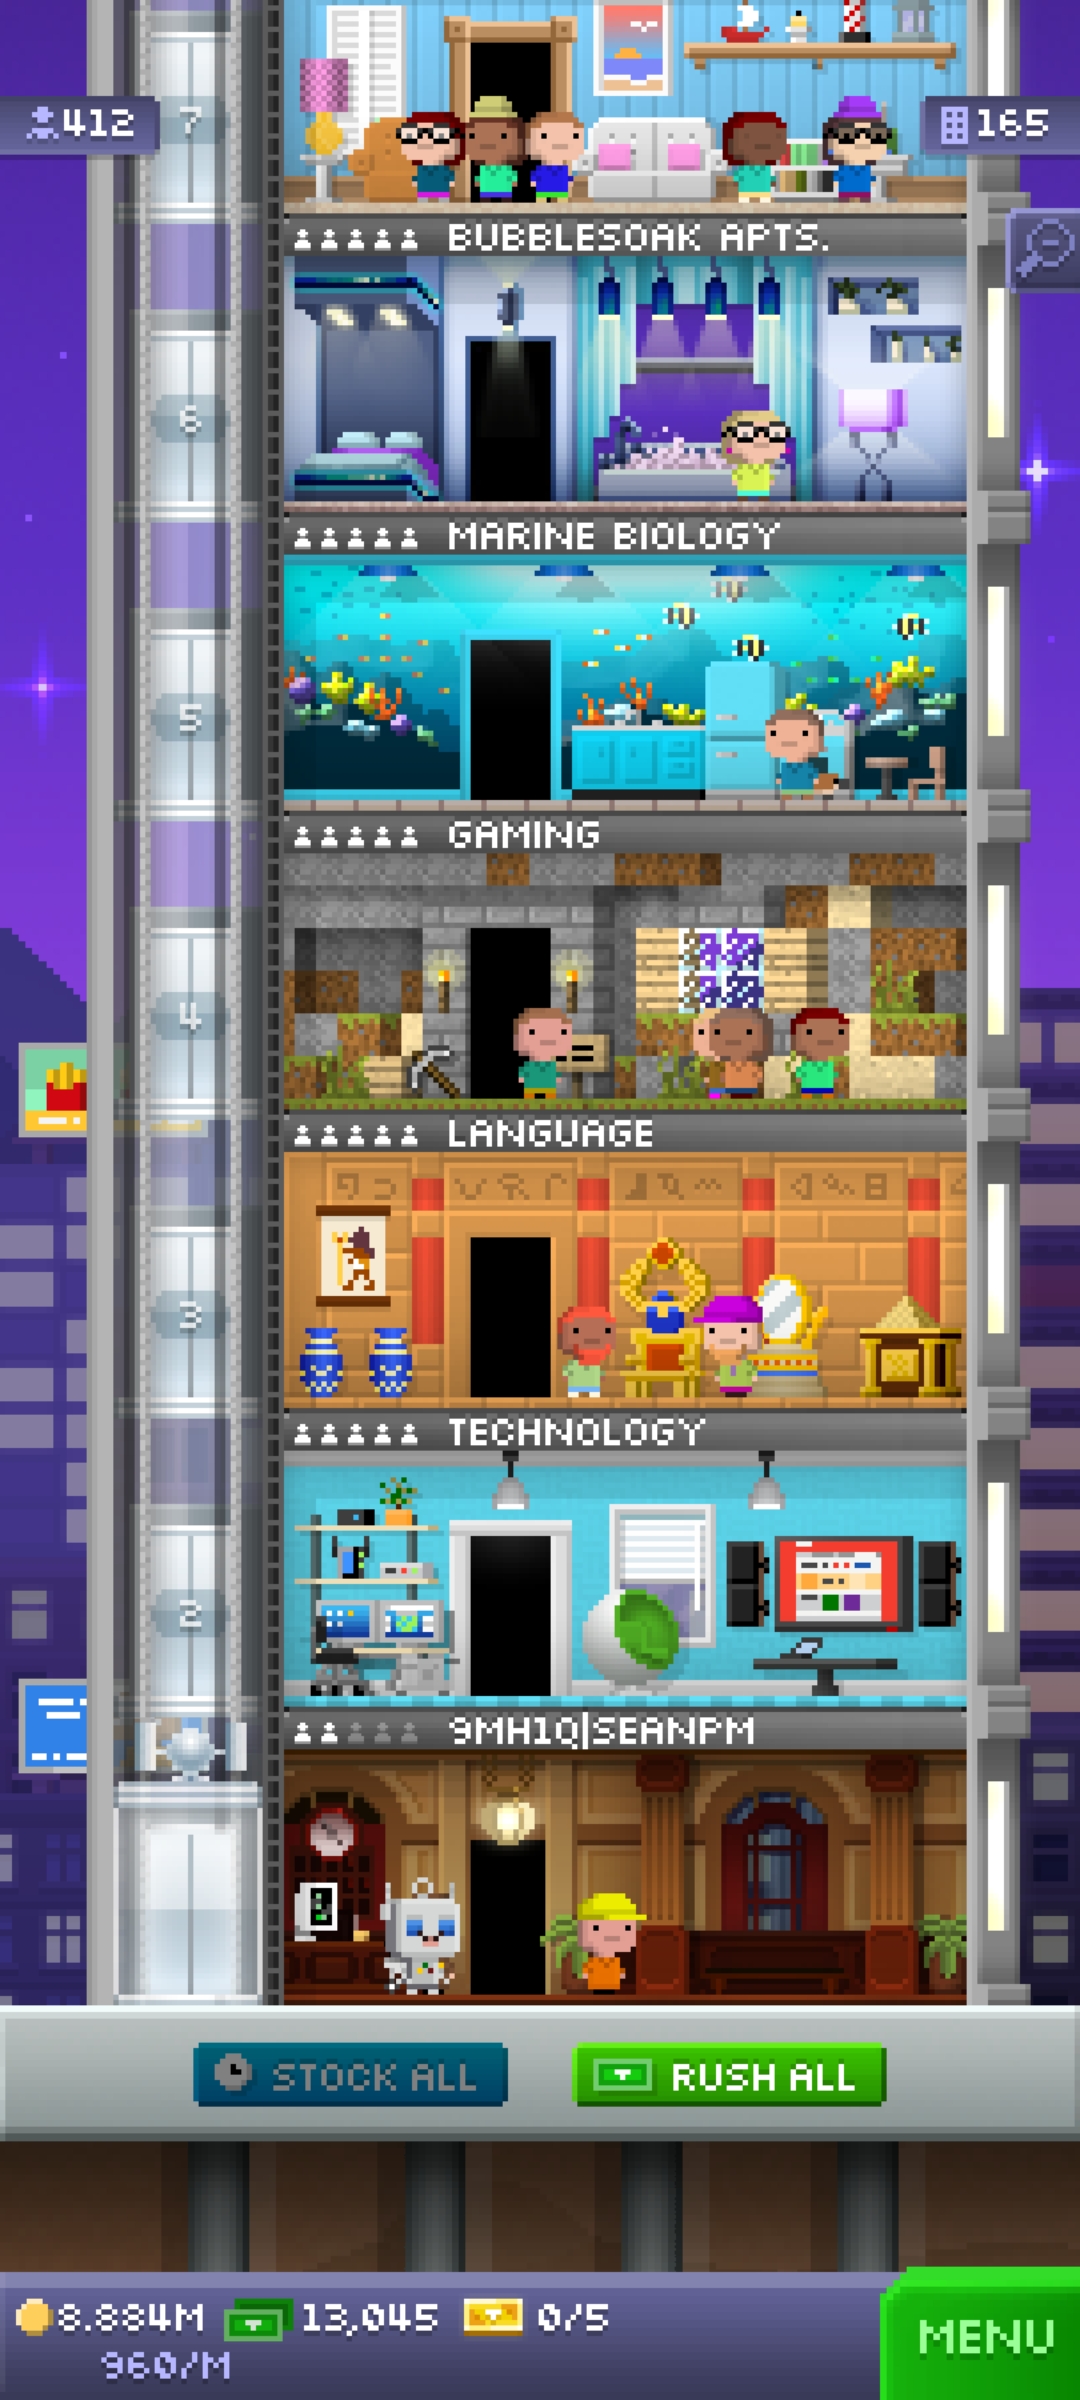 412
7
165
BUBBLESOAK APTS.
6
MARINE BIOLOGY
5
GAMING
4
LANGUAGE
3
TECHNOLOGY
2
9MH1Q|SEANPM
STOCK ALL
RUSH ALL
8.884M
13,045
0/5
960/M
MENU